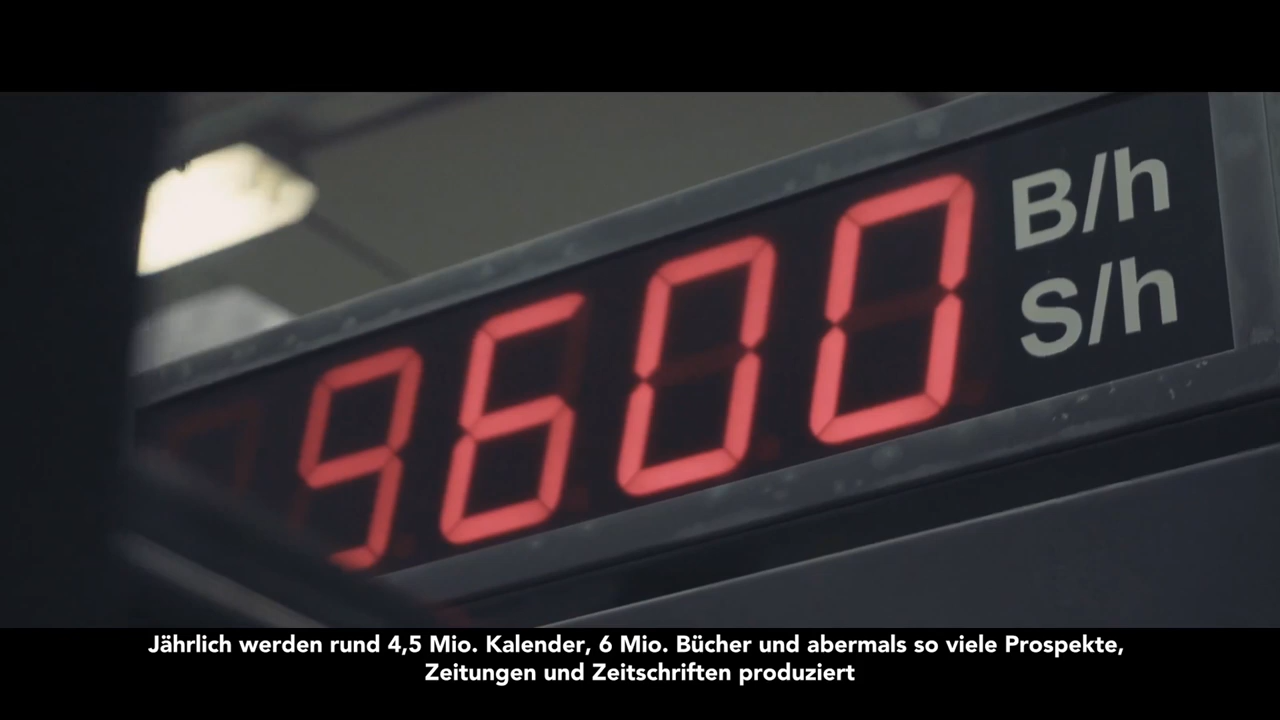 9600
B/h
S/h
Jährlich werden rund 4,5 Mio. Kalender, 6 Mio. Bücher und abermals so viele Prospekte,
Zeitungen und Zeitschriften produziert